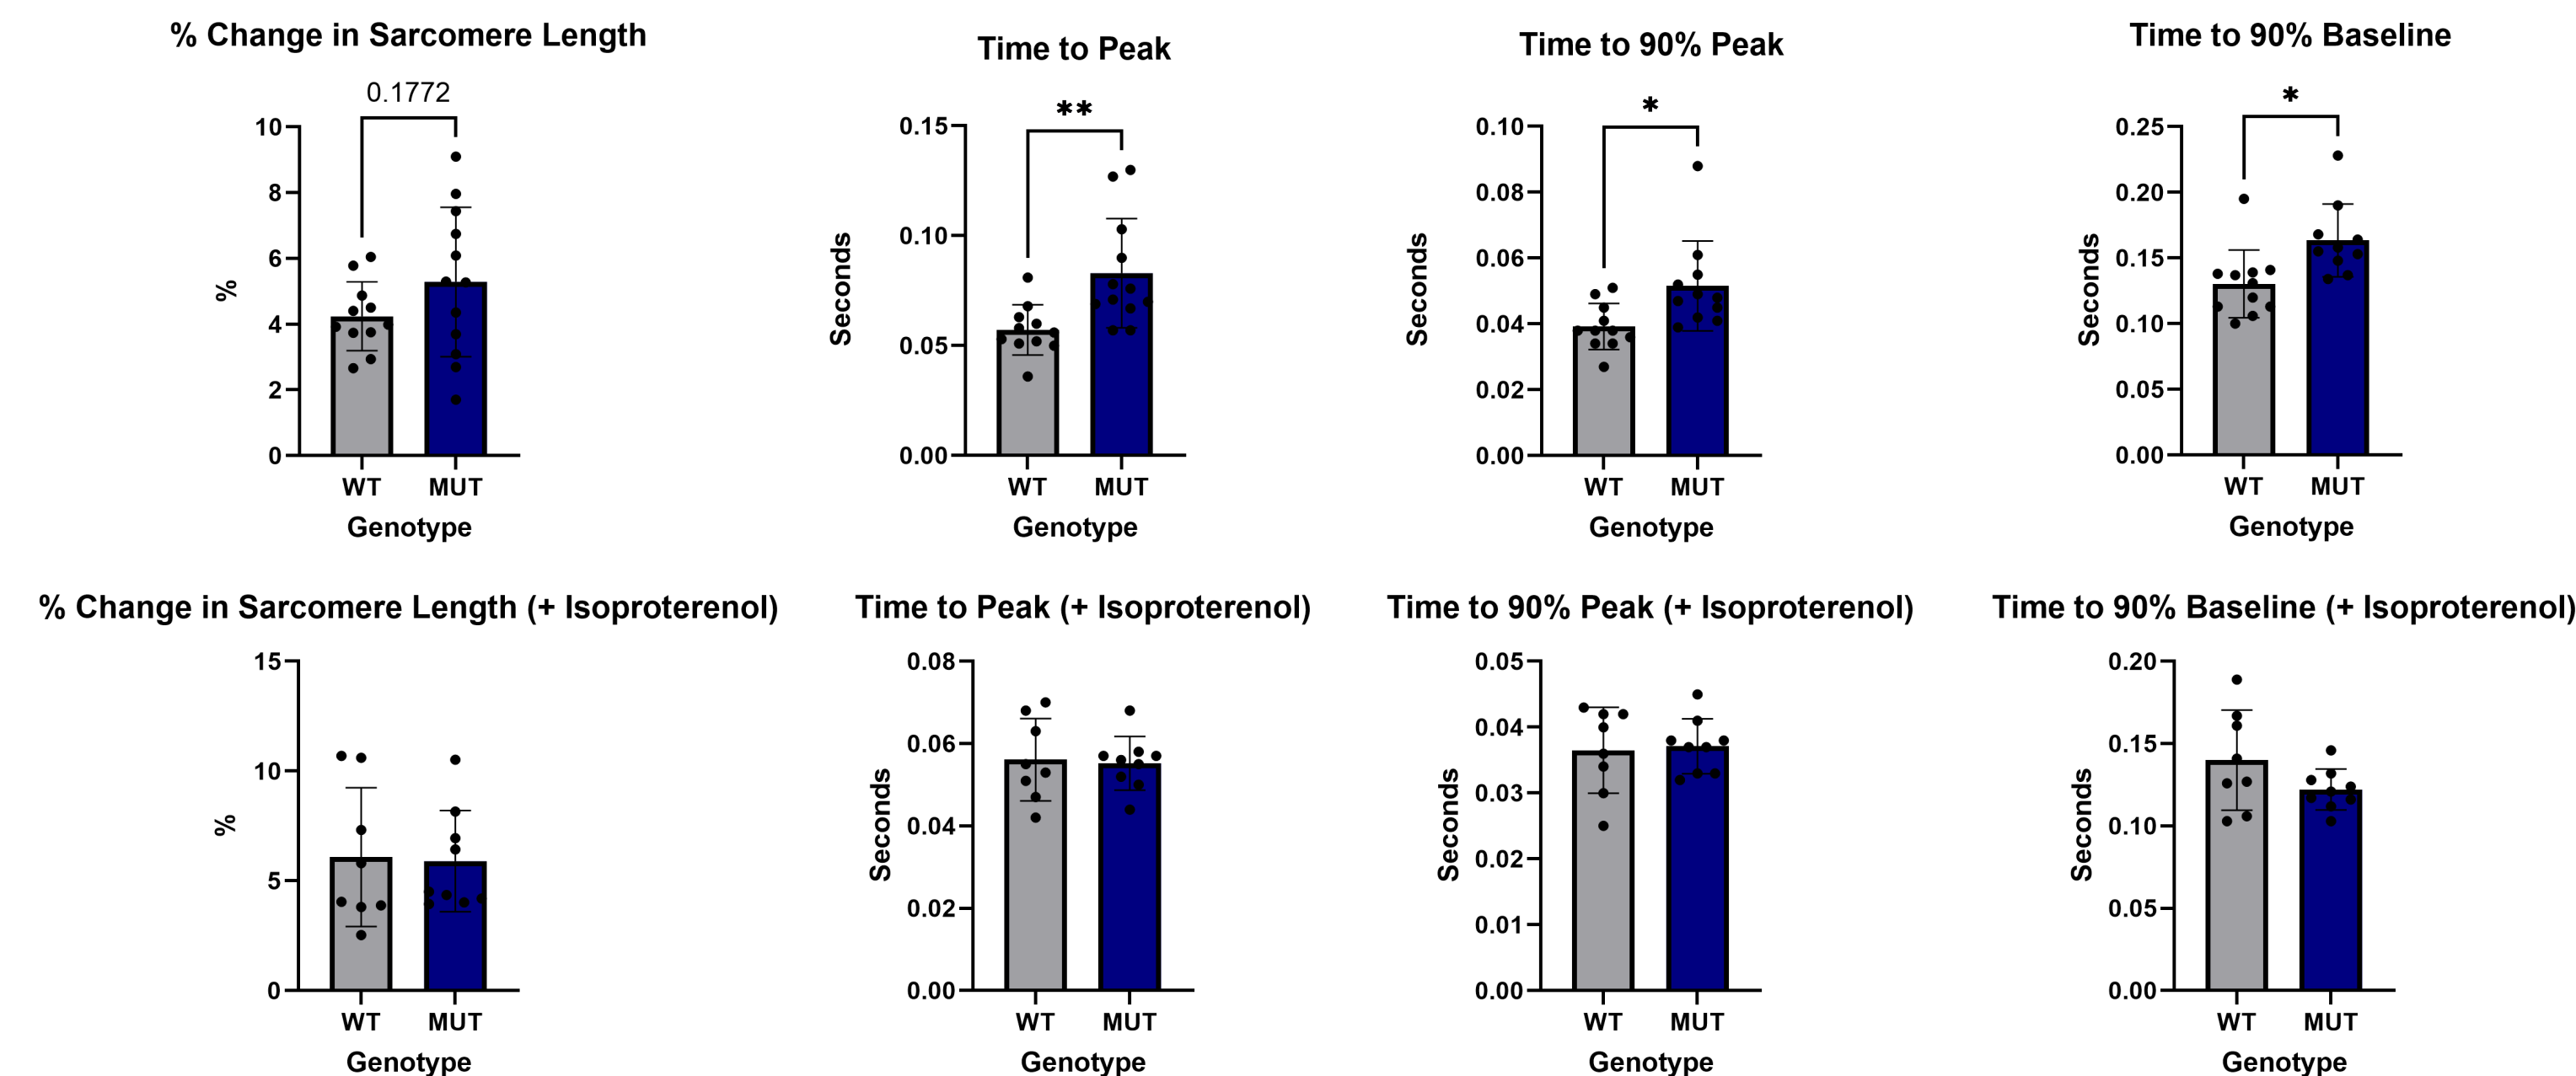 % Change in Sarcomere Length
0.1772
10
8
6
4
2
0
%
WT MUT
Genotype
Time to Peak
**
0.15
0.10
0.05
0.00
Seconds
WT MUT
Genotype
Time to 90% Peak
*
0.10
0.08
0.06
0.04
0.02
0.00
Seconds
WT MUT
Genotype
Time to 90% Baseline
*
0.25
0.20
0.15
0.10
0.05
0.00
Seconds
WT MUT
Genotype
% Change in Sarcomere Length (+ Isoproterenol)
15
10
5
0
%
WT MUT
Genotype
Time to Peak (+ Isoproterenol)
0.08
0.06
0.04
0.02
0.00
Seconds
WT MUT
Genotype
Time to 90% Peak (+ Isoproterenol)
0.05
0.04
0.03
0.02
0.01
0.00
Seconds
WT MUT
Genotype
Time to 90% Baseline (+ Isoproterenol)
0.20
0.15
0.10
0.05
0.00
Seconds
WT MUT
Genotype